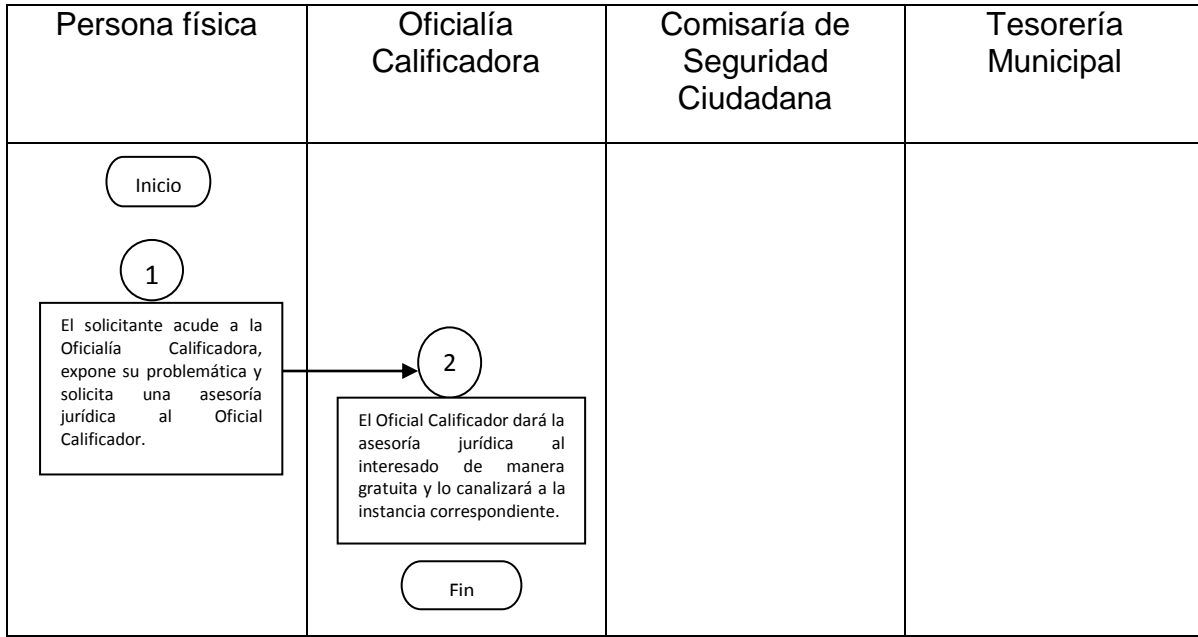 Persona física
Oficialía
Calificadora
Comisaría de
Seguridad
Ciudadana
Tesorería
Municipal
Inicio
1
El solicitante acude a la
Oficialía Calificadora,
expone su problemática y
solicita una asesoría
jurídica al Oficial
Calificador.
2
El Oficial Calificador dará la
asesoría jurídica al
interesado de manera
gratuita y lo canalizará a la
instancia correspondiente.
Fin